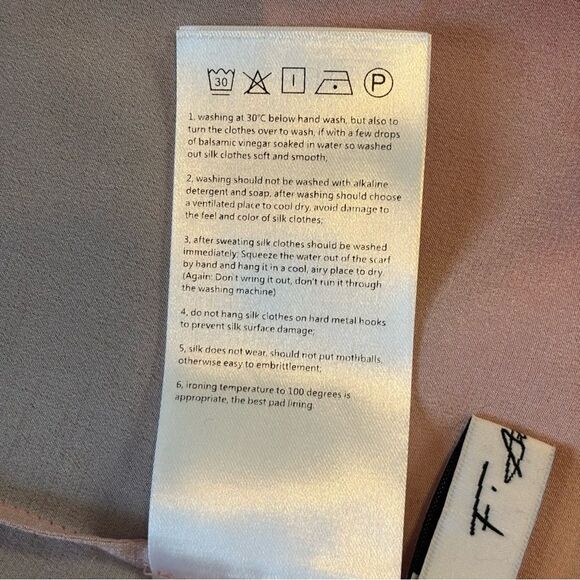 30 P
1, washing at 30°C below hand wash, but also to
turn the clothes over to wash, if with a few drops
of balsamic vinegar soaked in water so washed
out silk clothes soft and smooth;
2, washing should not be washed with alkaline
detergent and soap, after washing should choose
a ventilated place to cool dry, avoid damage to
the feel and color of silk clothes;
3, after sweating silk clothes should be washed
immediately; Squeeze the water out of the scarf
by hand and hang it in a cool, airy place to dry.
(Again: Don't wring it out, don't run it through
the washing machine)
4, do not hang silk clothes on hard metal hooks
to prevent silk surface damage;
5, silk does not wear, should not put mothballs,
otherwise easy to embrittlement;
6, ironing temperature to 100 degrees is
appropriate, the best pad lining.
F.